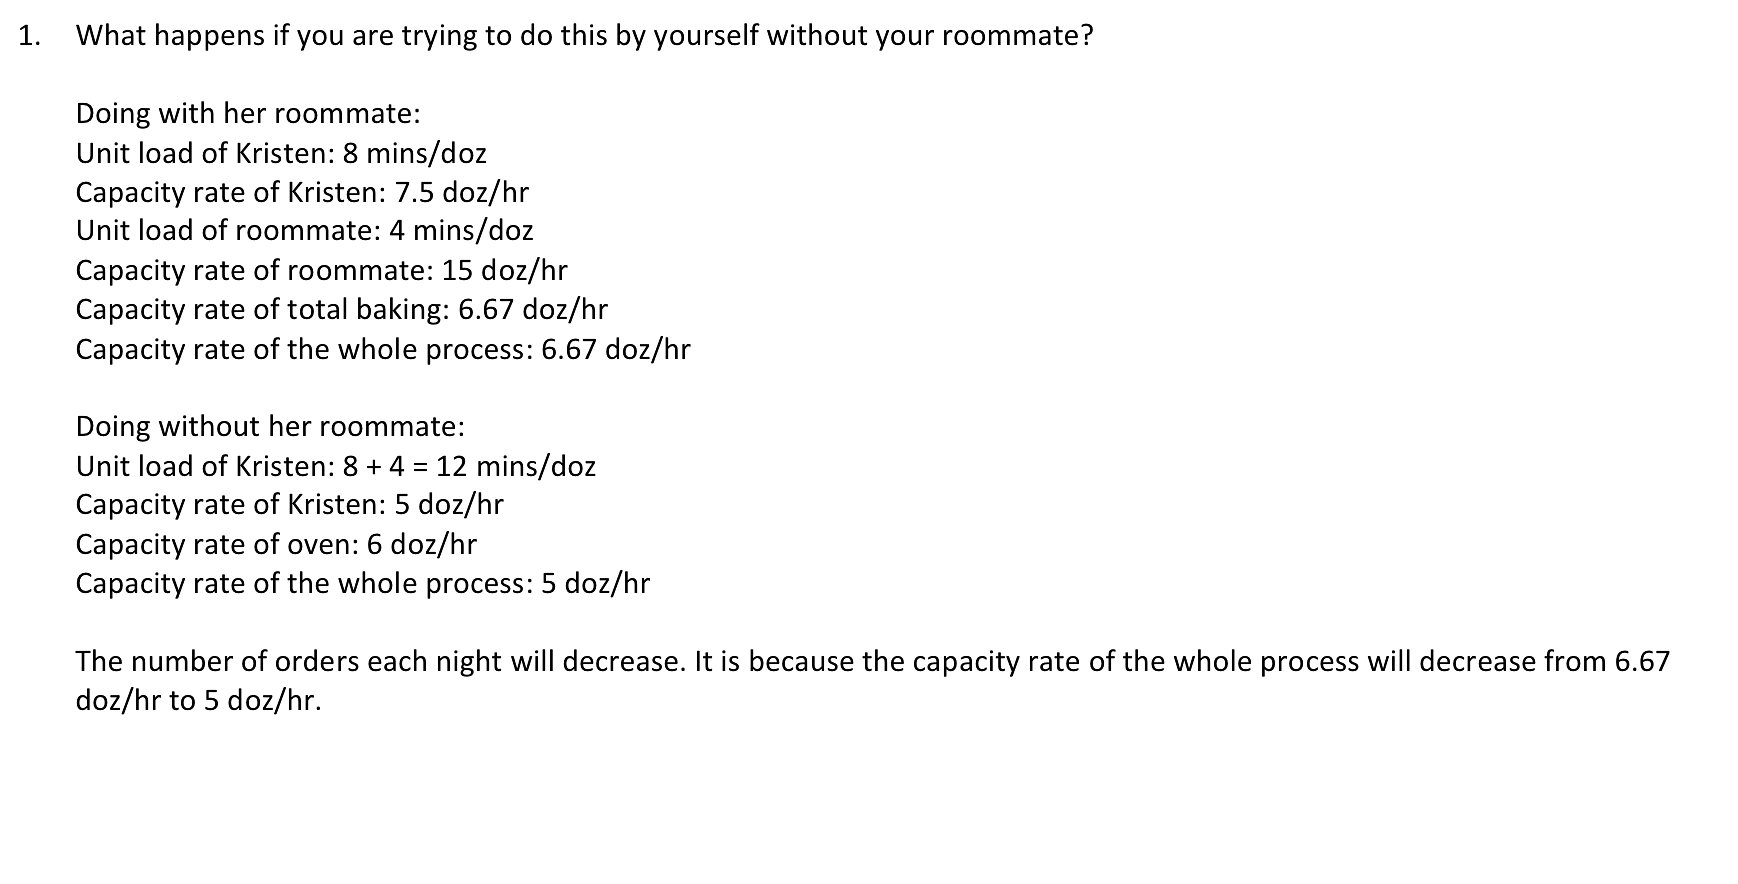 1. What happens if you are trying to do this by yourself without your roommate?
Doing with her roommate:
Unit load of Kristen: 8 mins/doz
Capacity rate of Kristen: 7.5 doz/hr
Unit load of roommate: 4 mins/doz
Capacity rate of roommate: 15 doz/hr
Capacity rate of total baking: 6.67 doz/hr
Capacity rate of the whole process: 6.67 doz/hr
Doing without her roommate:
Unit load of Kristen: 8 + 4 = 12 mins/doz
Capacity rate of Kristen: 5 doz/hr
Capacity rate of oven: 6 doz/hr
Capacity rate of the whole process: 5 doz/hr
The number of orders each night will decrease. It is because the capacity rate of the whole process will decrease from 6.67
doz/hr to 5 doz/hr.